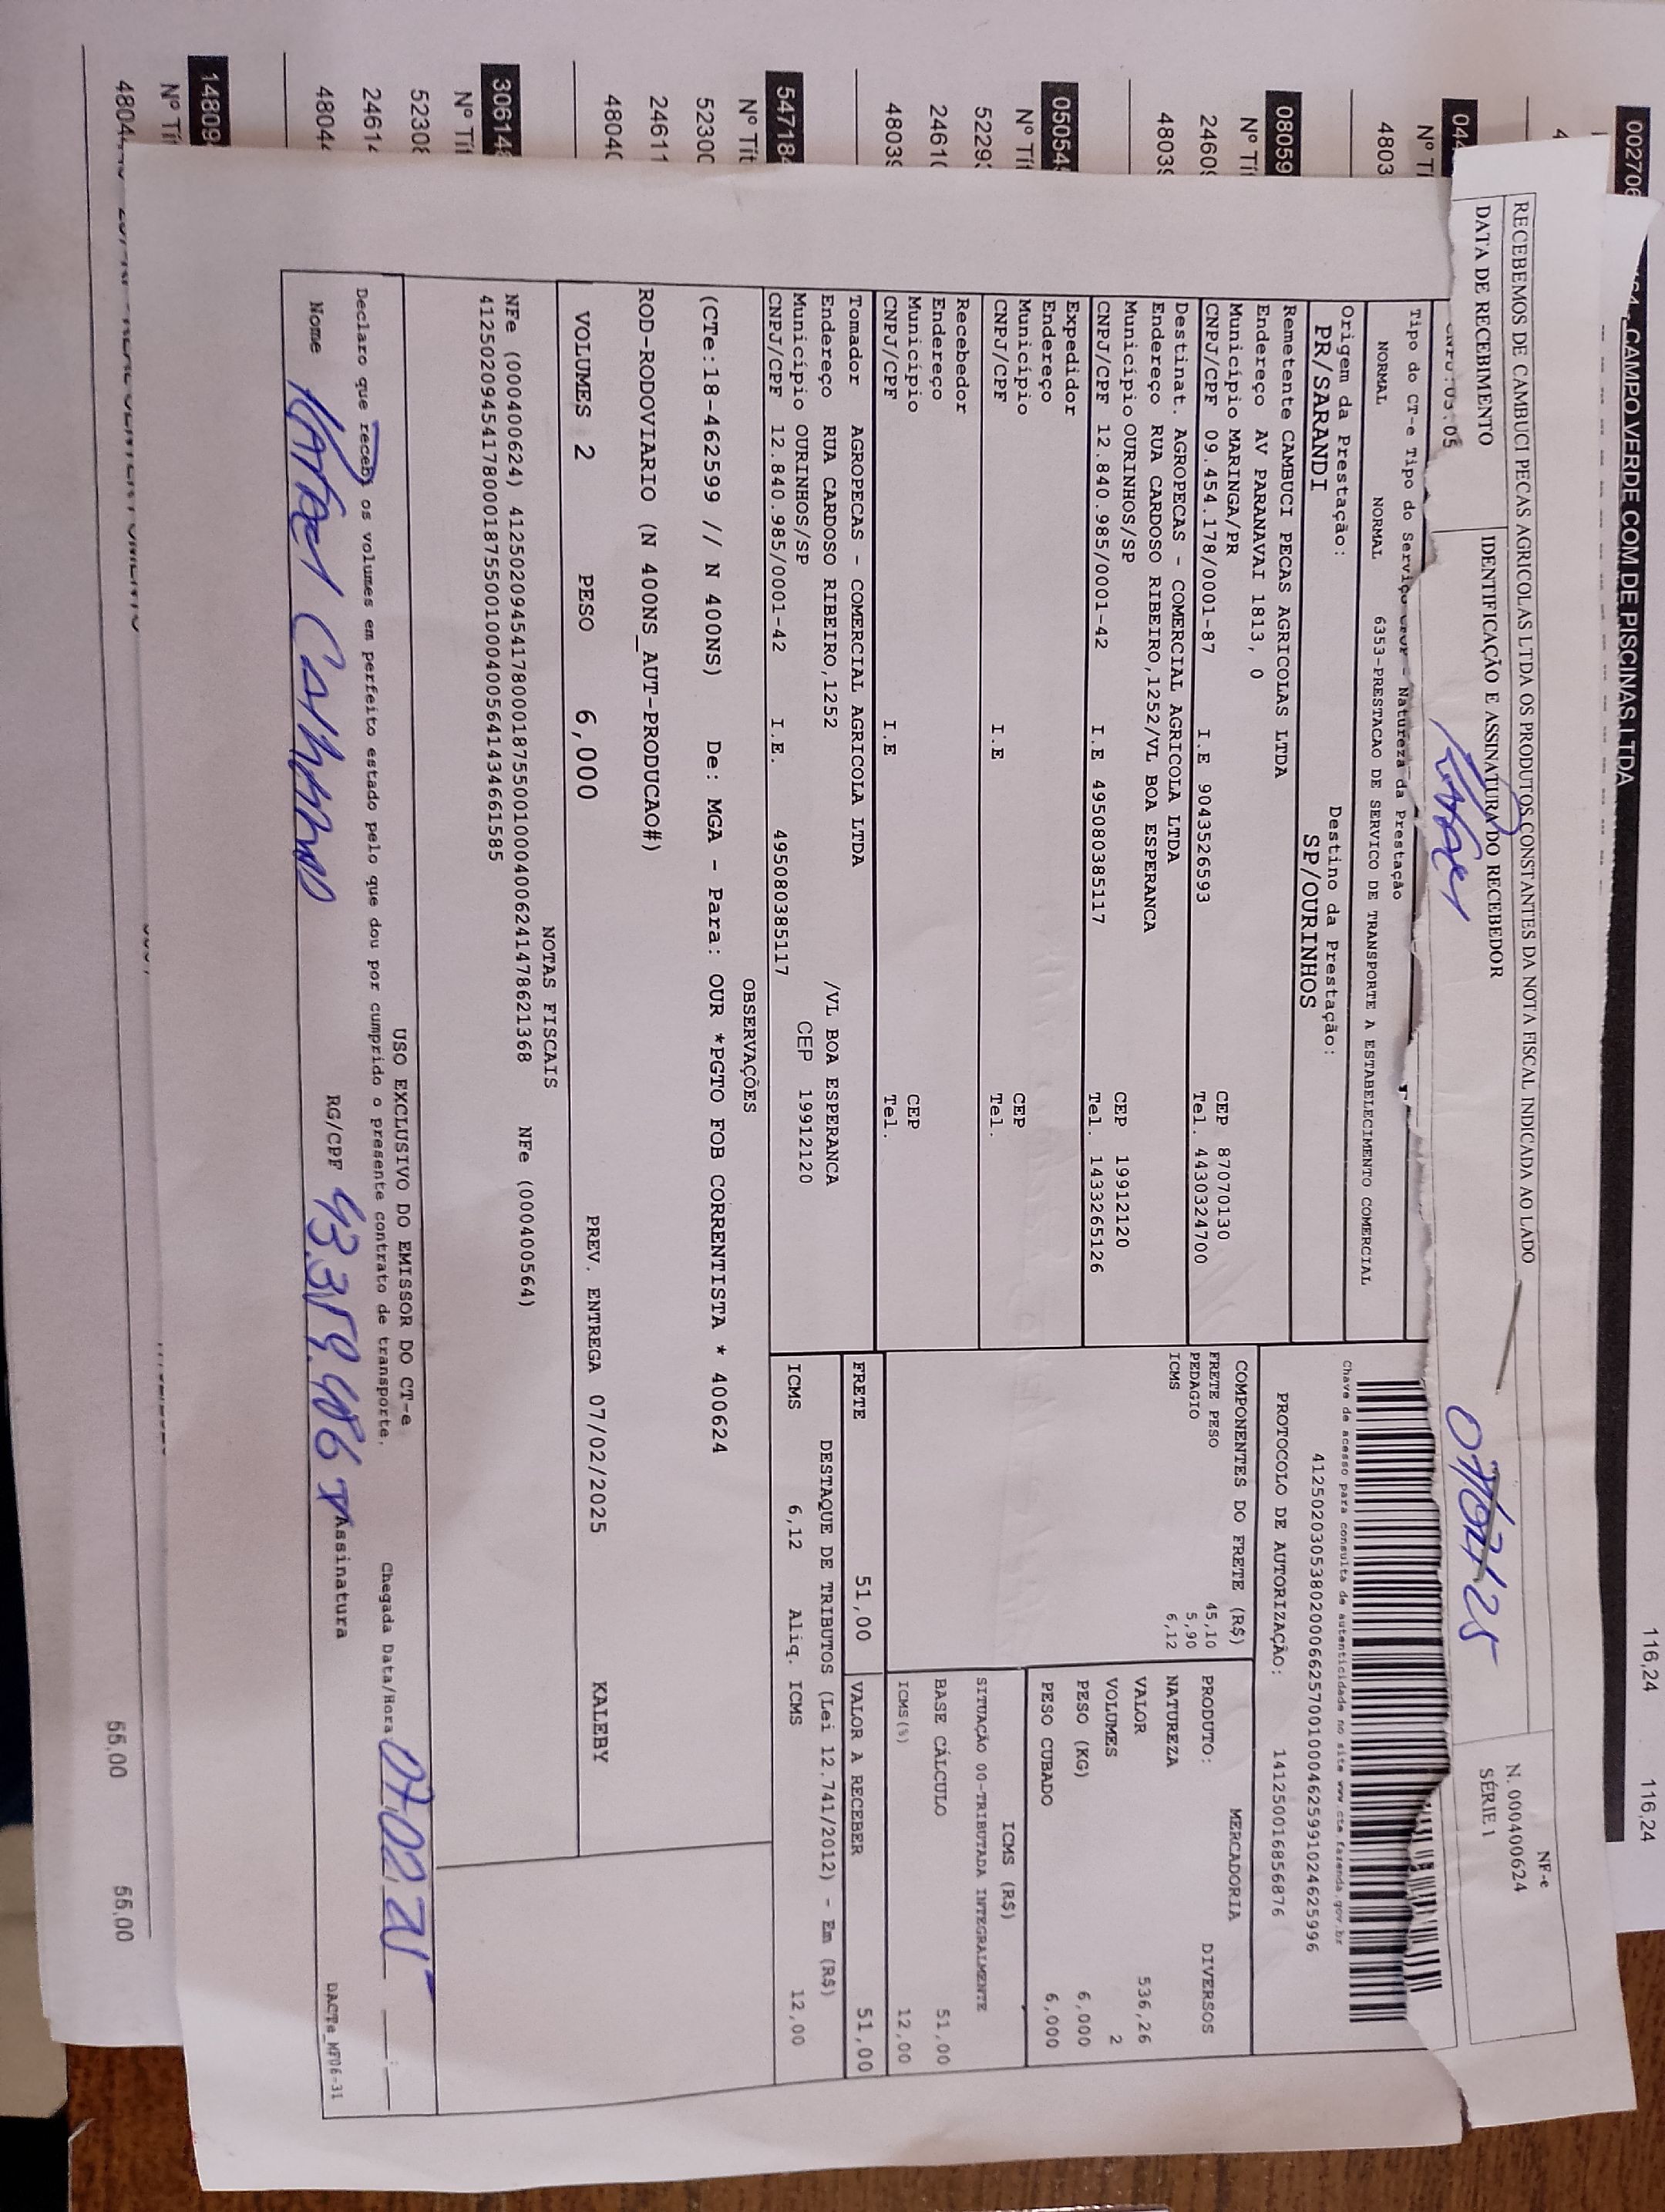 CAMPO VERDE COM DE PISCINAS LTDA
116,24 116,24
RECEBEMOS DE CAMBUCI PECAS AGRICOLAS LTDA OS PRODUTOS CONSTANTES DA NOTA FISCAL INDICADA AO LADO
DATA DE RECEBIMENTO
IDENTIFICAÇÃO E ASSINATURA DO RECEBEDOR
07/02/25
NF-e
N. 000400624
SÉRIE 1
Tipo do CT-e Tipo do Serviço CFOP - Natureza da Prestação
NORMAL NORMAL 6353-PRESTACAO DE SERVICO DE TRANSPORTE A ESTABELECIMENTO COMERCIAL
Origem da Prestação: Destino da Prestação:
PR/SARANDI SP/OURINHOS
Chave de acesso para consulta de autenticidade no site www.cte.fazenda.gov.br
41250203053802000662570010004625991024625996
PROTOCOLO DE AUTORIZAÇÃO: 141250016856876
Remetente CAMBUCI PECAS AGRICOLAS LTDA
Endereço AV PARANAVAI 1813, 0
Município MARINGA/PR CEP 87070130
CNPJ/CPF 09.454.178/0001-87 I.E 9043526593 Tel. 4430324700
Destinat. AGROPECAS - COMERCIAL AGRICOLA LTDA
Endereço RUA CARDOSO RIBEIRO,1252/VL BOA ESPERANCA
Município OURINHOS/SP CEP 19912120
CNPJ/CPF 12.840.985/0001-42 I.E 495080385117 Tel. 1433265126
Expedidor
Endereço
Município CEP
CNPJ/CPF I.E Tel.
Recebedor
Endereço
Município CEP
CNPJ/CPF I.E Tel.
Tomador AGROPECAS - COMERCIAL AGRICOLA LTDA
Endereço RUA CARDOSO RIBEIRO,1252 /VL BOA ESPERANCA
Município OURINHOS/SP CEP 19912120
CNPJ/CPF 12.840.985/0001-42 I.E. 495080385117
COMPONENTES DO FRETE (R$)
FRETE PESO 45,10
PEDAGIO 5,90
ICMS 6,12
MERCADORIA
PRODUTO: DIVERSOS
NATUREZA
VALOR 536,26
VOLUMES 2
PESO (KG) 6,000
PESO CUBADO 6,000
ICMS (R$)
SITUAÇÃO 00-TRIBUTADA INTEGRALMENTE
BASE CÁLCULO 51,00
ICMS(%) 12,00
FRETE 51,00 VALOR A RECEBER 51,00
DESTAQUE DE TRIBUTOS (Lei 12.741/2012) - Em (R$)
ICMS 6,12 Aliq. ICMS 12,00
OBSERVAÇÕES
(CTe:18-462599 // N 400NS) De: MGA - Para: OUR *PGTO FOB CORRENTISTA * 400624
ROD-RODOVIARIO (N 400NS_AUT-PRODUCAO#)
VOLUMES 2 PESO 6,000 PREV. ENTREGA 07/02/2025 KALEBY
NOTAS FISCAIS
NFe (000400624) 41250209454178000187550010004006241478621368 NFe (000400564)
41250209454178000187550010004005641434661585
USO EXCLUSIVO DO EMISSOR DO CT-e
Declaro que recebi os volumes em perfeito estado pelo que dou por cumprido o presente contrato de transporte.
Chegada Data/Hora 07.02.25
Nome RG/CPF 43.359.486 X Assinatura
DACTe_MF06-31
55,00 55,00